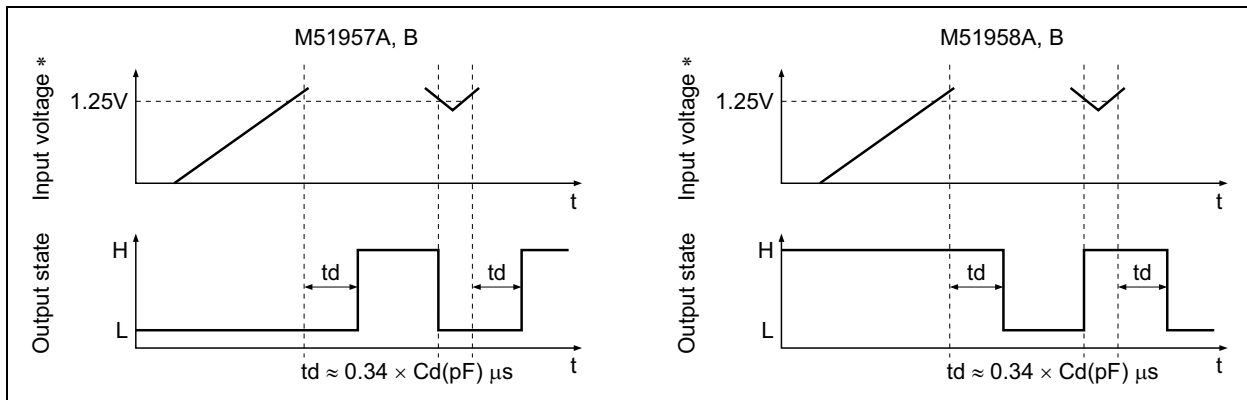 M51957A, B
Input voltage *
1.25V
t
Output state
H
L
td
td
t
td ≈ 0.34 × Cd(pF) μs
M51958A, B
Input voltage *
1.25V
t
Output state
H
L
td
td
t
td ≈ 0.34 × Cd(pF) μs